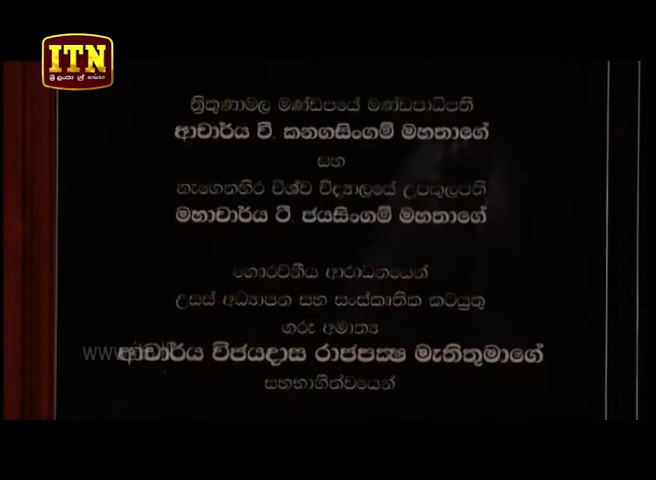 ITN
ත්‍රිකුණාමල මණ්ඩපයේ මණ්ඩපාධිපති
ආචාර්ය වී. කනගසිංගම් මහතාගේ
සහ
නැගෙනහිර විශ්ව විද්‍යාලයේ උපකුලපති
මහාචාර්ය ටී. ජයසිංගම් මහතාගේ
ගෞරවනීය ආරාධනයෙන්
උසස් අධ්‍යාපන සහ සංස්කෘතික කටයුතු
ගරු අමාත්‍ය
ආචාර්ය විජයදාස රාජපක්ෂ මැතිතුමාගේ
සහභාගිත්වයෙන්